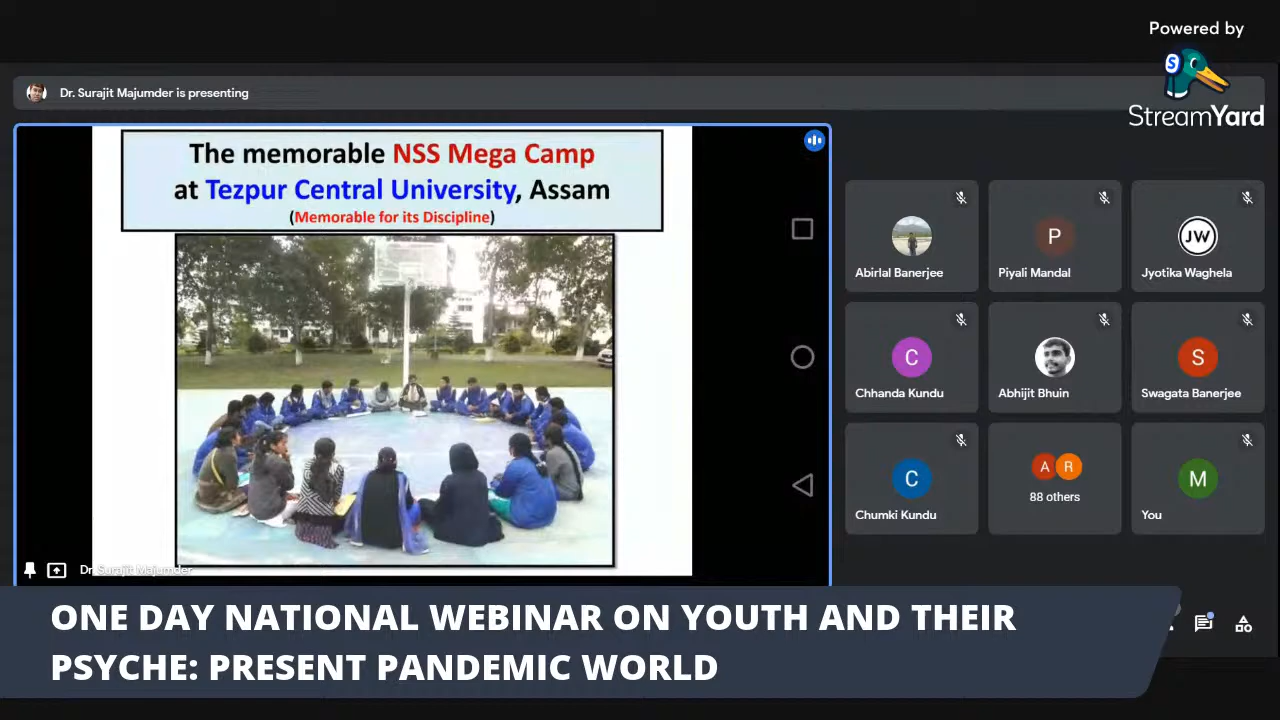 Powered by
S
StreamYard
Dr. Surajit Majumder is presenting
The memorable NSS Mega Camp
at Tezpur Central University, Assam
(Memorable for its Discipline)
Abirlal Banerjee
P
Piyali Mandal
JW
Jyotika Waghela
C
Chhanda Kundu
Abhijit Bhuin
S
Swagata Banerjee
C
Chumki Kundu
A R
88 others
M
You
Dr. Surajit Majumder
ONE DAY NATIONAL WEBINAR ON YOUTH AND THEIR
PSYCHE: PRESENT PANDEMIC WORLD